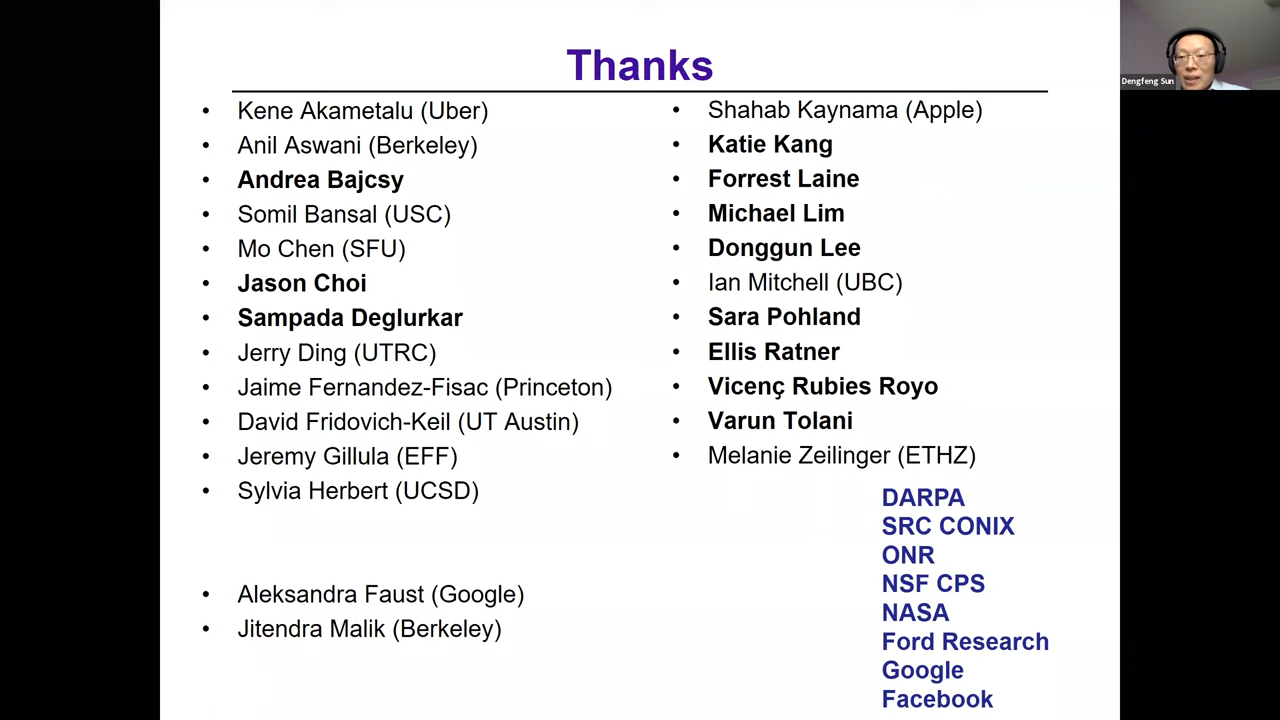 Thanks
• Kene Akametalu (Uber)
• Anil Aswani (Berkeley)
• Andrea Bajcsy
• Somil Bansal (USC)
• Mo Chen (SFU)
• Jason Choi
• Sampada Deglurkar
• Jerry Ding (UTRC)
• Jaime Fernandez-Fisac (Princeton)
• David Fridovich-Keil (UT Austin)
• Jeremy Gillula (EFF)
• Sylvia Herbert (UCSD)
• Aleksandra Faust (Google)
• Jitendra Malik (Berkeley)
• Shahab Kaynama (Apple)
• Katie Kang
• Forrest Laine
• Michael Lim
• Donggun Lee
• Ian Mitchell (UBC)
• Sara Pohland
• Ellis Ratner
• Vicenç Rubies Royo
• Varun Tolani
• Melanie Zeilinger (ETHZ)
DARPA
SRC CONIX
ONR
NSF CPS
NASA
Ford Research
Google
Facebook
Dengfeng Sun